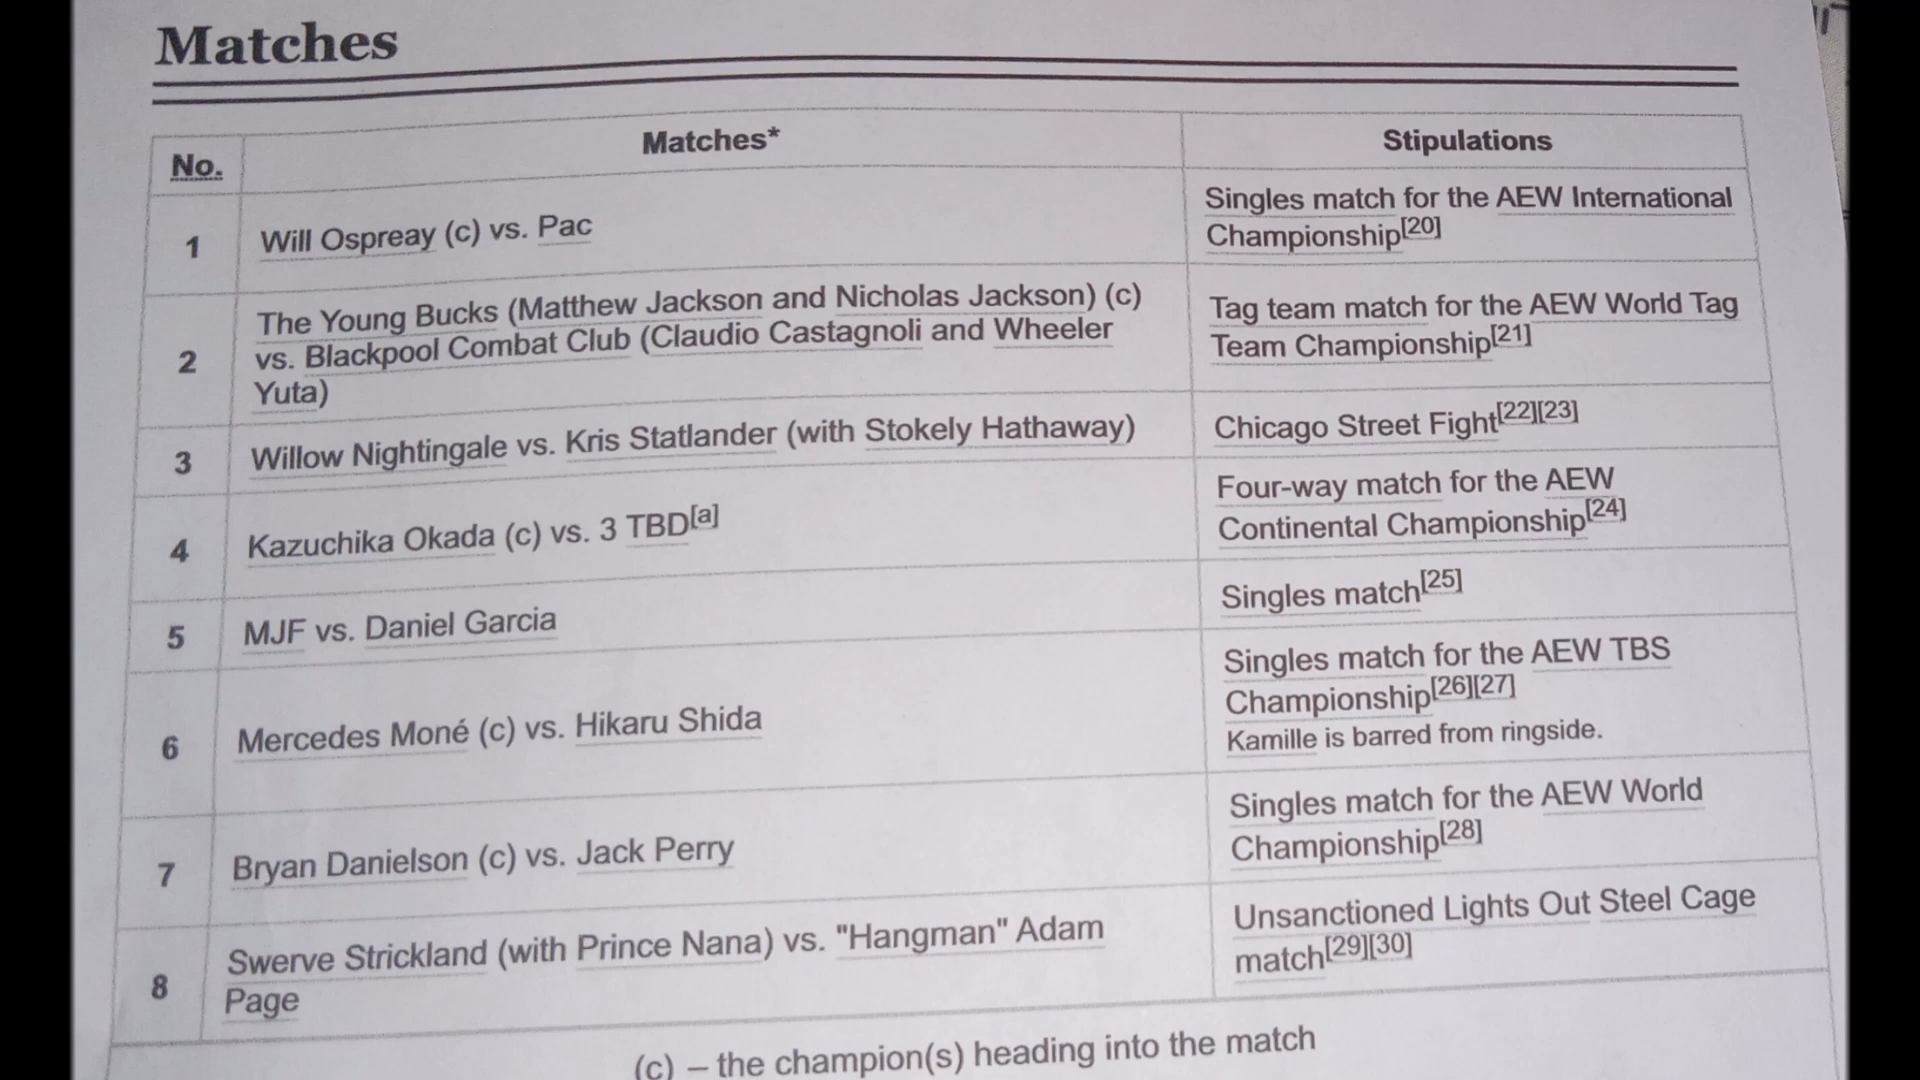 Matches
No.
Matches*
Stipulations
1
Will Ospreay (c) vs. Pac
Singles match for the AEW International
Championship[20]
2
The Young Bucks (Matthew Jackson and Nicholas Jackson) (c)
vs. Blackpool Combat Club (Claudio Castagnoli and Wheeler
Yuta)
Tag team match for the AEW World Tag
Team Championship[21]
3
Willow Nightingale vs. Kris Statlander (with Stokely Hathaway)
Chicago Street Fight[22][23]
4
Kazuchika Okada (c) vs. 3 TBD[a]
Four-way match for the AEW
Continental Championship[24]
5
MJF vs. Daniel Garcia
Singles match[25]
6
Mercedes Moné (c) vs. Hikaru Shida
Singles match for the AEW TBS
Championship[26][27]
Kamille is barred from ringside.
7
Bryan Danielson (c) vs. Jack Perry
Singles match for the AEW World
Championship[28]
8
Swerve Strickland (with Prince Nana) vs. "Hangman" Adam
Page
Unsanctioned Lights Out Steel Cage
match[29][30]
(c) – the champion(s) heading into the match